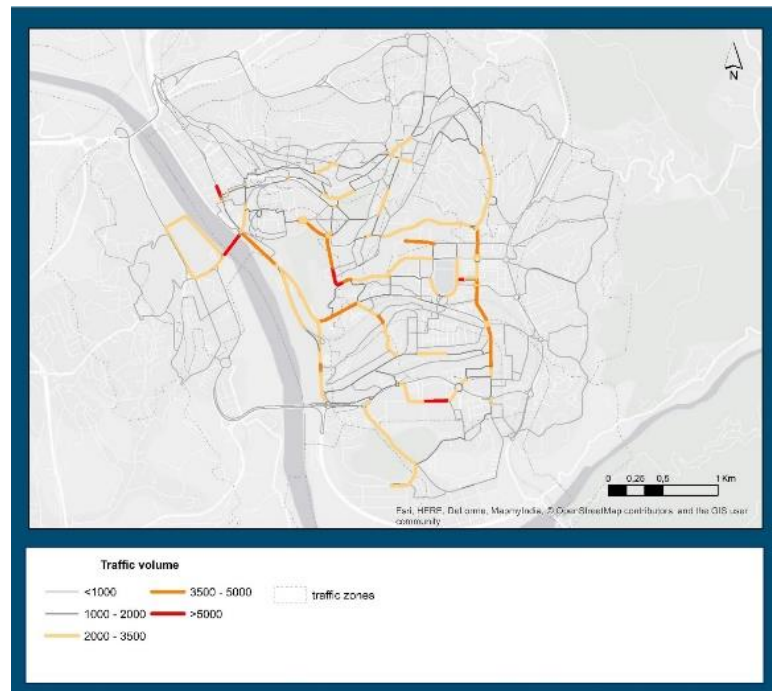 N
0 0,25 0,5 1 Km
Esri, HERE, DeLorme, MapmyIndia, © OpenStreetMap contributors, and the GIS user
community
Traffic volume
<1000
3500 - 5000
traffic zones
1000 - 2000
>5000
2000 - 3500